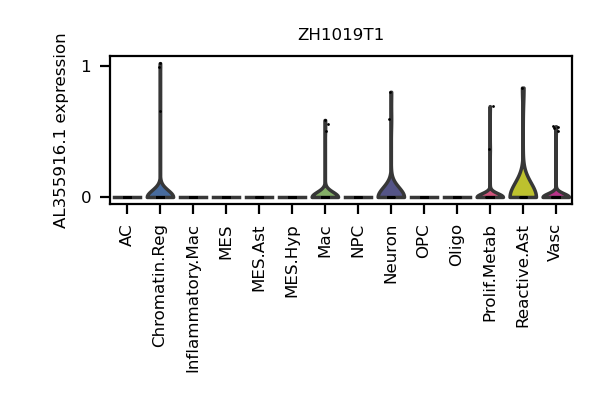 ZH1019T1
AL355916.1 expression
1
0
AC
Chromatin.Reg
Inflammatory.Mac
MES
MES.Ast
MES.Hyp
Mac
NPC
Neuron
OPC
Oligo
Prolif.Metab
Reactive.Ast
Vasc